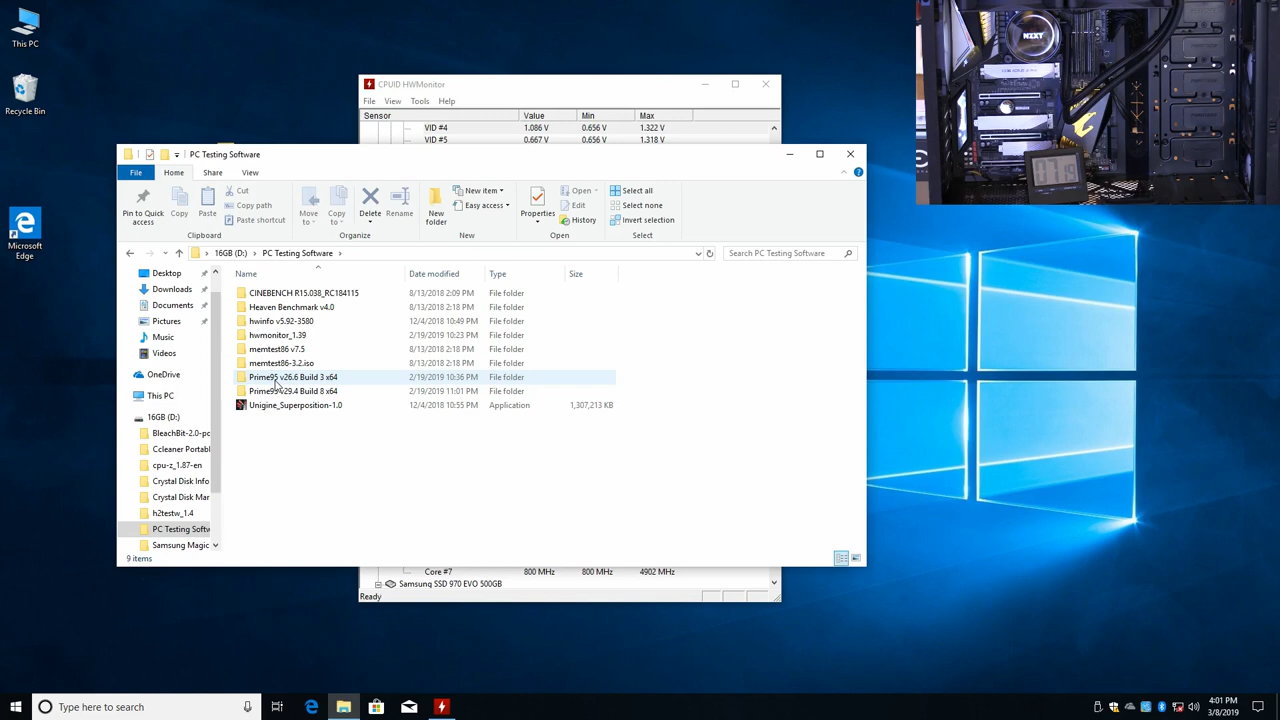 This PC
Recycle Bin
Microsoft
Edge
NZXT
CPUID HWMonitor
File View Tools Help
Sensor Value Min Max
VID #4 1.086 V 0.656 V 1.322 V
VID #5 0.667 V 0.656 V 1.318 V
PC Testing Software
File Home Share View
Pin to Quick
access
Copy
Paste
Cut
Copy path
Paste shortcut
Move
to
Copy
to
Delete
Rename
New
folder
New item
Easy access
Properties
Open
Edit
History
Select all
Select none
Invert selection
Clipboard Organize New Open Select
16GB (D:) PC Testing Software
Search PC Testing Software
Name Date modified Type Size
CINEBENCH R15.038_RC184115 8/13/2018 2:09 PM File folder
Heaven Benchmark v4.0 8/13/2018 2:18 PM File folder
hwinfo v5.92-3580 12/4/2018 10:49 PM File folder
hwmonitor_1.39 2/19/2019 10:23 PM File folder
memtest86 v7.5 8/13/2018 2:18 PM File folder
memtest86-3.2.iso 8/13/2018 2:18 PM File folder
Prime95 v26.6 Build 3 x64 2/19/2019 10:36 PM File folder
Prime95 v29.4 Build 8 x64 2/19/2019 11:01 PM File folder
Unigine_Superposition-1.0 12/4/2018 10:55 PM Application 1,307,213 KB
Desktop
Downloads
Documents
Pictures
Music
Videos
OneDrive
This PC
16GB (D:)
BleachBit-2.0-po
Ccleaner Portabl
cpu-z_1.87-en
Crystal Disk Info
Crystal Disk Mar
h2testw_1.4
PC Testing Softw
Samsung Magic
9 items
Core #7 800 MHz 800 MHz 4902 MHz
Samsung SSD 970 EVO 500GB
Ready
Type here to search
4:01 PM
3/8/2019